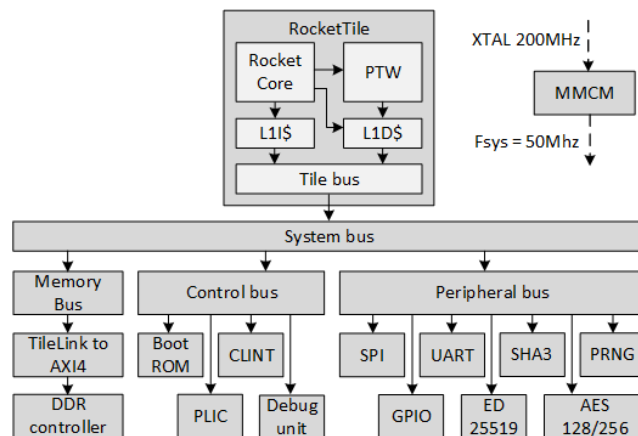 RocketTile
XTAL 200MHz
Rocket
Core
PTW
MMCM
L1I$
L1D$
Fsys = 50Mhz
Tile bus
System bus
Memory
Bus
Control bus
Peripheral bus
TileLink to
AXI4
Boot
ROM
CLINT
SPI
UART
SHA3
PRNG
DDR
controller
PLIC
Debug
unit
GPIO
ED
25519
AES
128/256